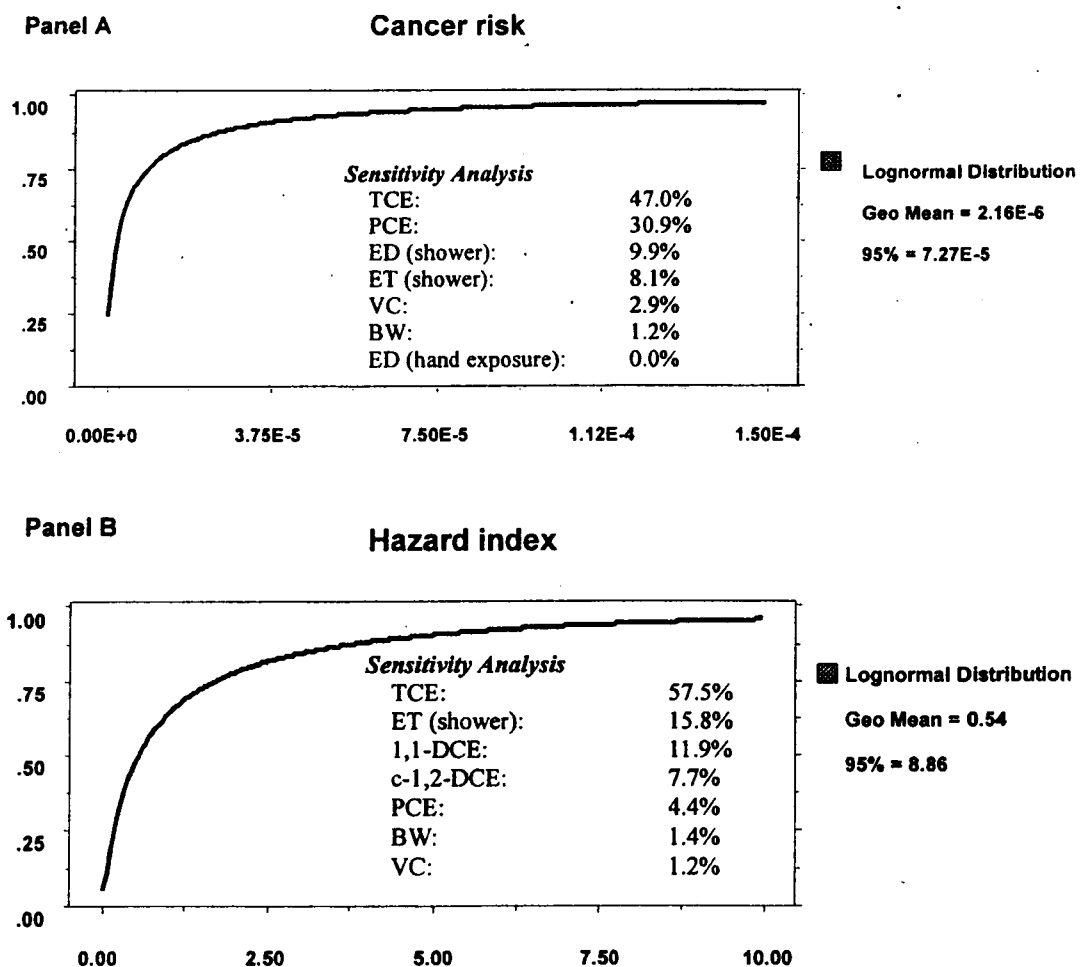 Panel A
Cancer risk
1.00
.75
.50
.25
.00
Sensitivity Analysis
TCE: 47.0%
PCE: 30.9%
ED (shower): 9.9%
ET (shower): 8.1%
VC: 2.9%
BW: 1.2%
ED (hand exposure): 0.0%
0.00E+0 3.75E-5 7.50E-5 1.12E-4 1.50E-4
Lognormal Distribution
Geo Mean = 2.16E-6
95% = 7.27E-5
Panel B
Hazard index
1.00
.75
.50
.25
.00
Sensitivity Analysis
TCE: 57.5%
ET (shower): 15.8%
1,1-DCE: 11.9%
c-1,2-DCE: 7.7%
PCE: 4.4%
BW: 1.4%
VC: 1.2%
0.00 2.50 5.00 7.50 10.00
Lognormal Distribution
Geo Mean = 0.54
95% = 8.86